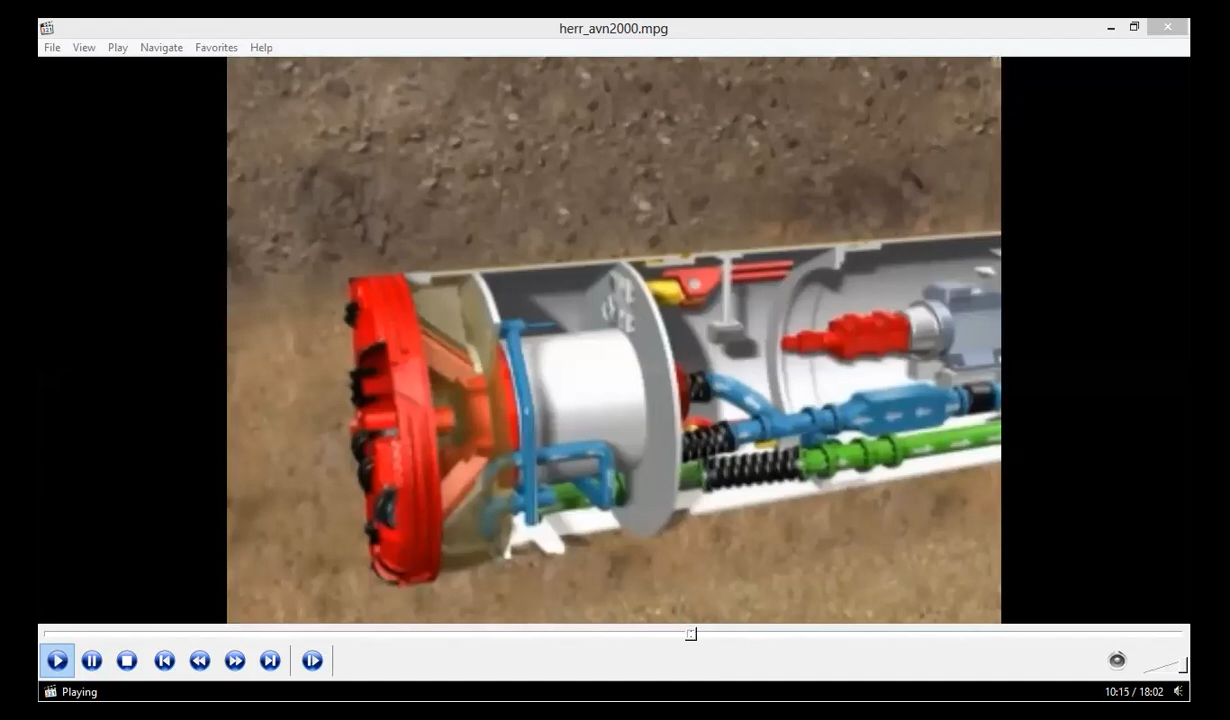 herr_avn2000.mpg
File View Play Navigate Favorites Help
Playing
10:15 / 18:02